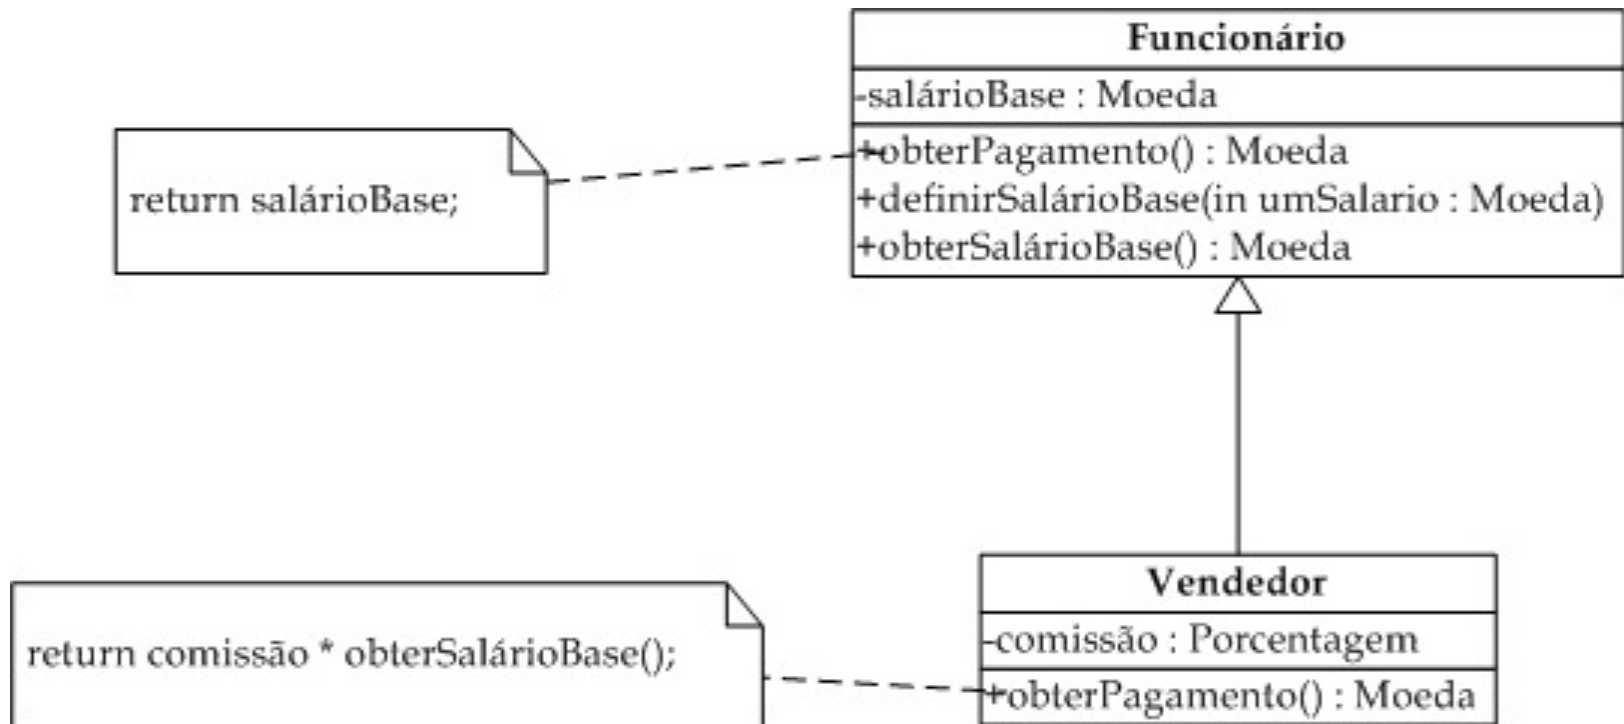 Funcionário
-salárioBase : Moeda
+obterPagamento() : Moeda
+definirSalárioBase(in umSalario : Moeda)
+obterSalárioBase() : Moeda
return salárioBase;
Vendedor
-comissão : Porcentagem
+obterPagamento() : Moeda
return comissão * obterSalárioBase();